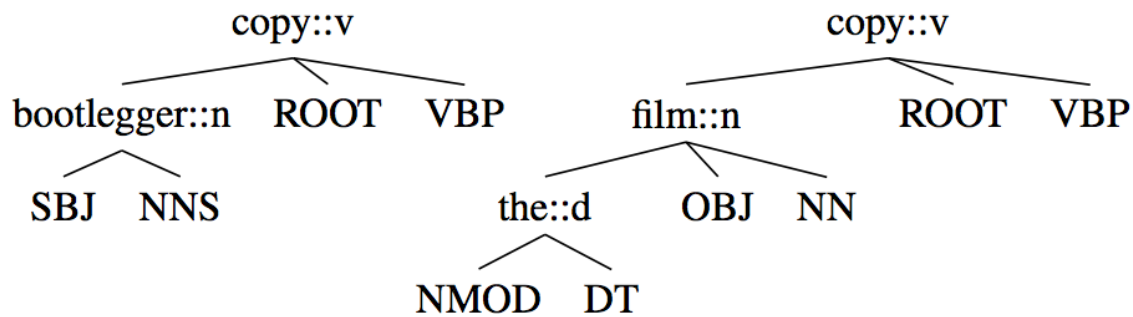 copy::v copy::v
bootlegger::n ROOT VBP film::n ROOT VBP
SBJ NNS the::d OBJ NN
NMOD DT